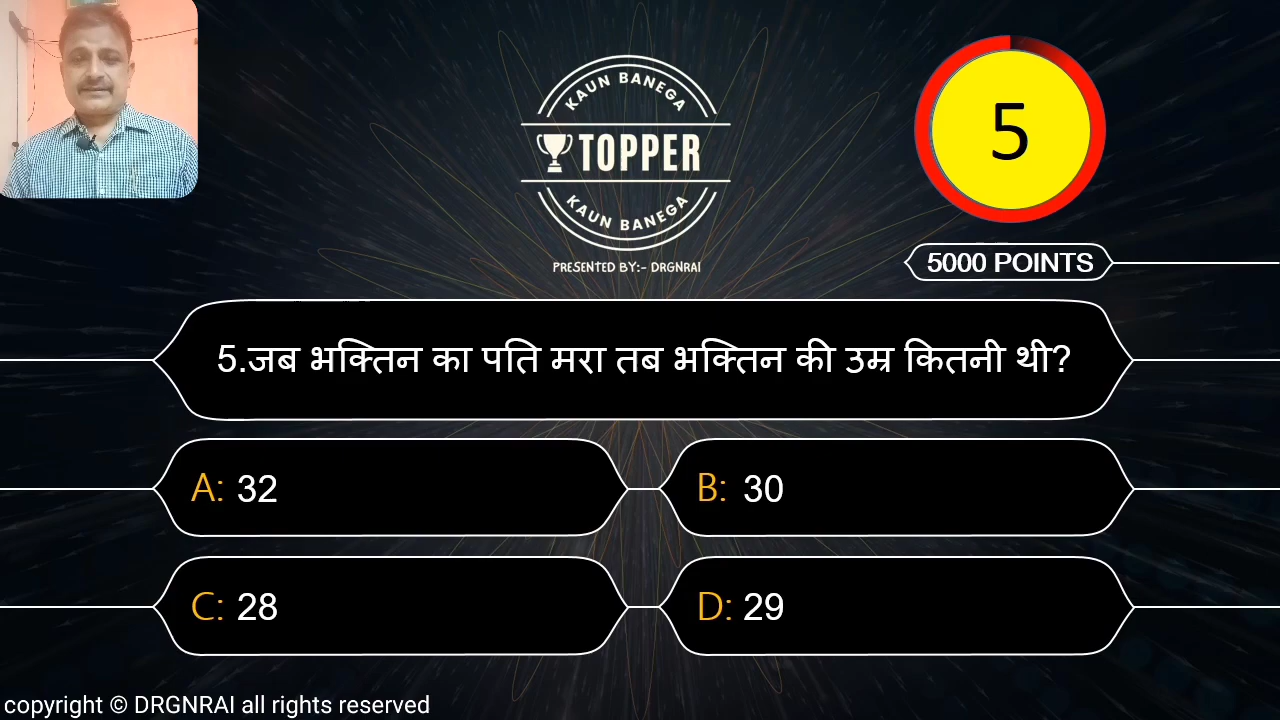 KAUN BANEGA
TOPPER
KAUN BANEGA
PRESENTED BY:- DRGNRAI
5
5000 POINTS
5.जब भक्तिन का पति मरा तब भक्तिन की उम्र कितनी थी?
A: 32
B: 30
C: 28
D: 29
copyright © DRGNRAI all rights reserved